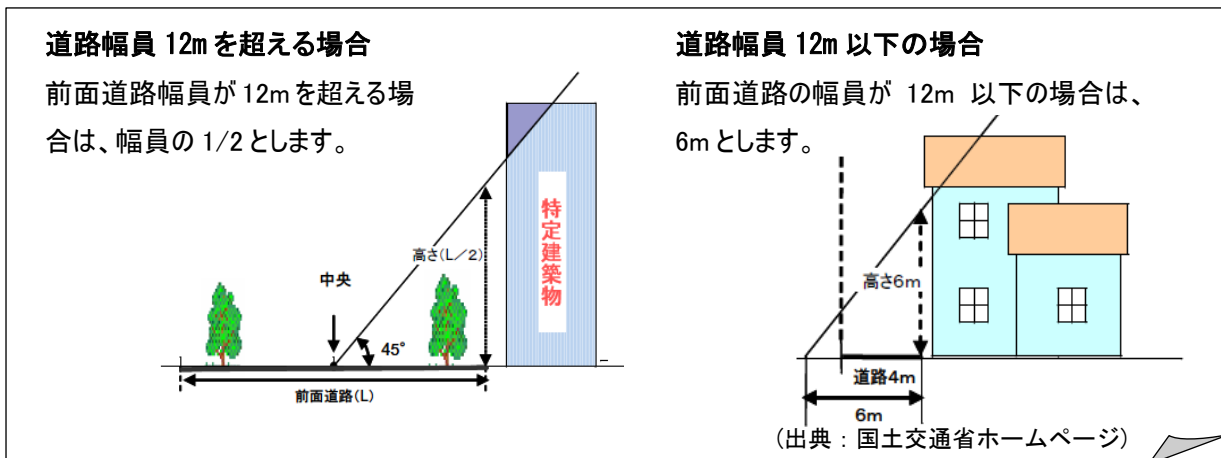 道路幅員 12m を超える場合
前面道路幅員が 12m を超える場
合は、幅員の 1/2 とします。
高さ(L/2)
特定建築物
中央
45°
前面道路(L)
道路幅員 12m 以下の場合
前面道路の幅員が 12m 以下の場合は、
6m とします。
高さ6m
道路4m
6m
（出典：国土交通省ホームページ）